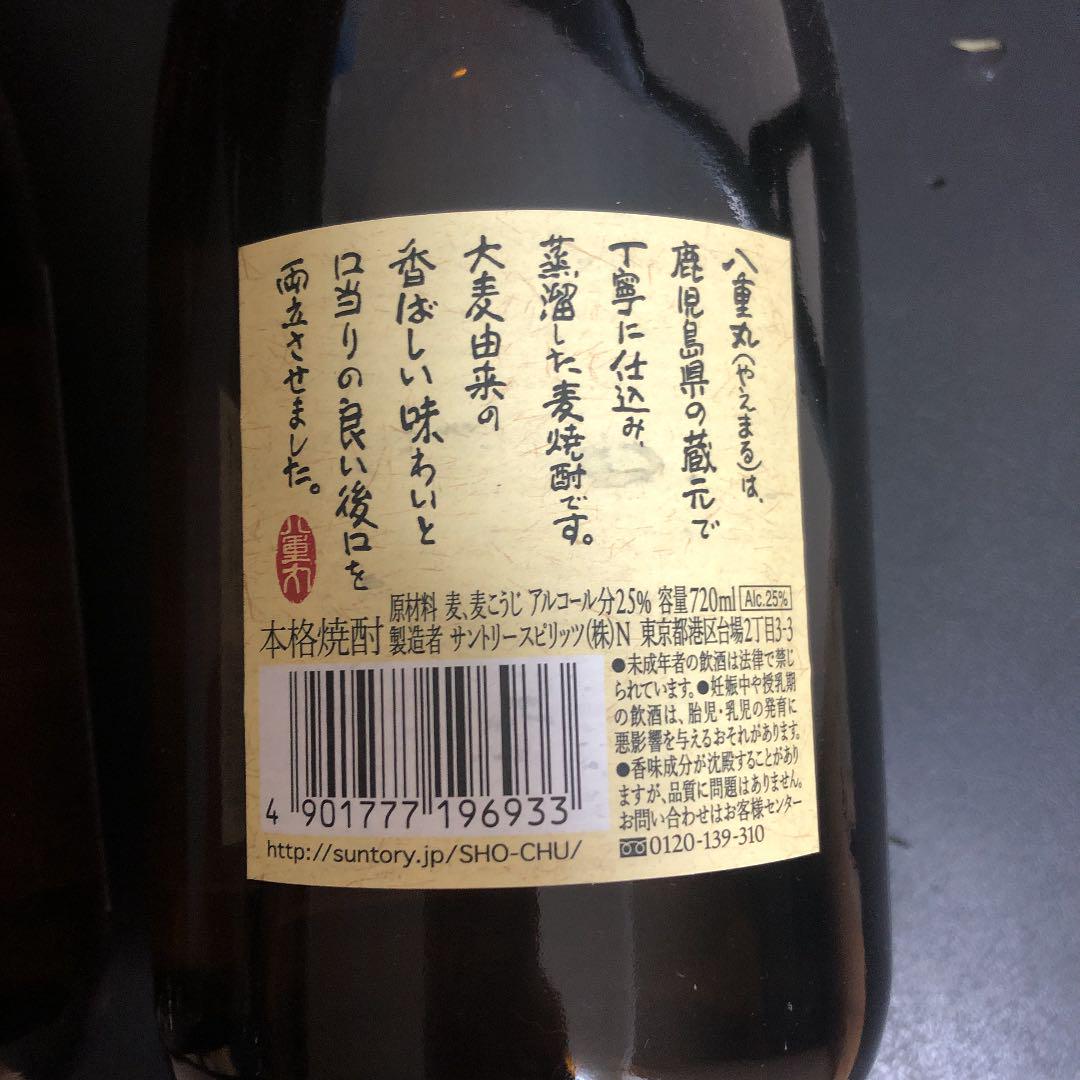 八重丸(やえまる)は、
鹿児島県の蔵元で
丁寧に仕込み、
蒸溜した麦焼酎です。
大麦由来の
香ばしい味わいと
口当りの良い後口を
両立させました。
八重丸
本格焼酎
原材料 麦、麦こうじ アルコール分25% 容量720ml Alc.25%
製造者 サントリースピリッツ(株)N 東京都港区台場2丁目3-3
●未成年者の飲酒は法律で禁じ
られています。●妊娠中や授乳期
の飲酒は、胎児・乳児の発育に
悪影響を与えるおそれがあります。
●香味成分が沈殿することがあり
ますが、品質に問題はありません。
お問い合わせはお客様センター
0120-139-310
4 901777 196933
http://suntory.jp/SHO-CHU/